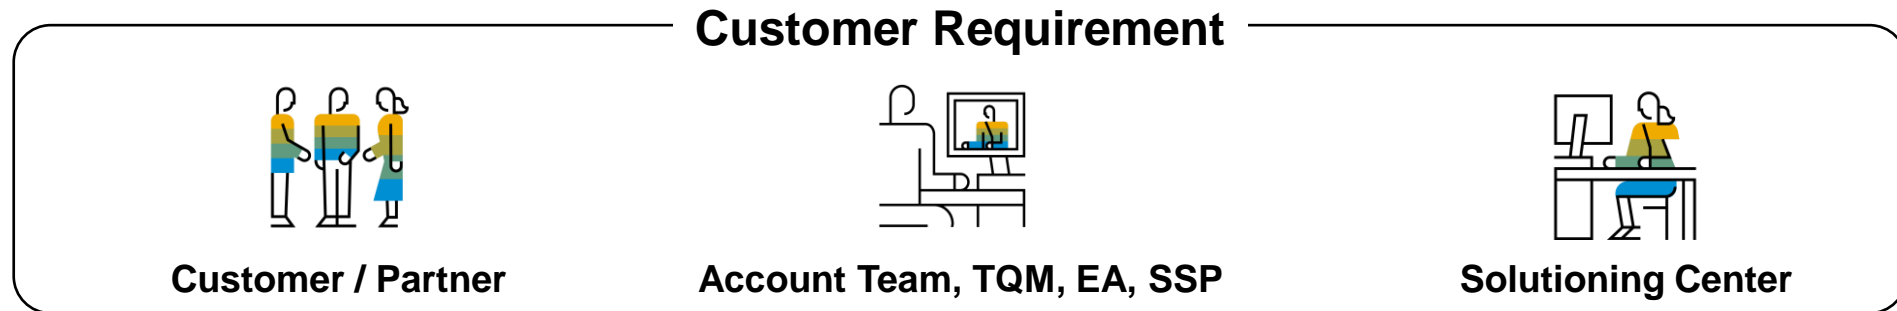 Customer Requirement
Customer / Partner
Account Team, TQM, EA, SSP
Solutioning Center